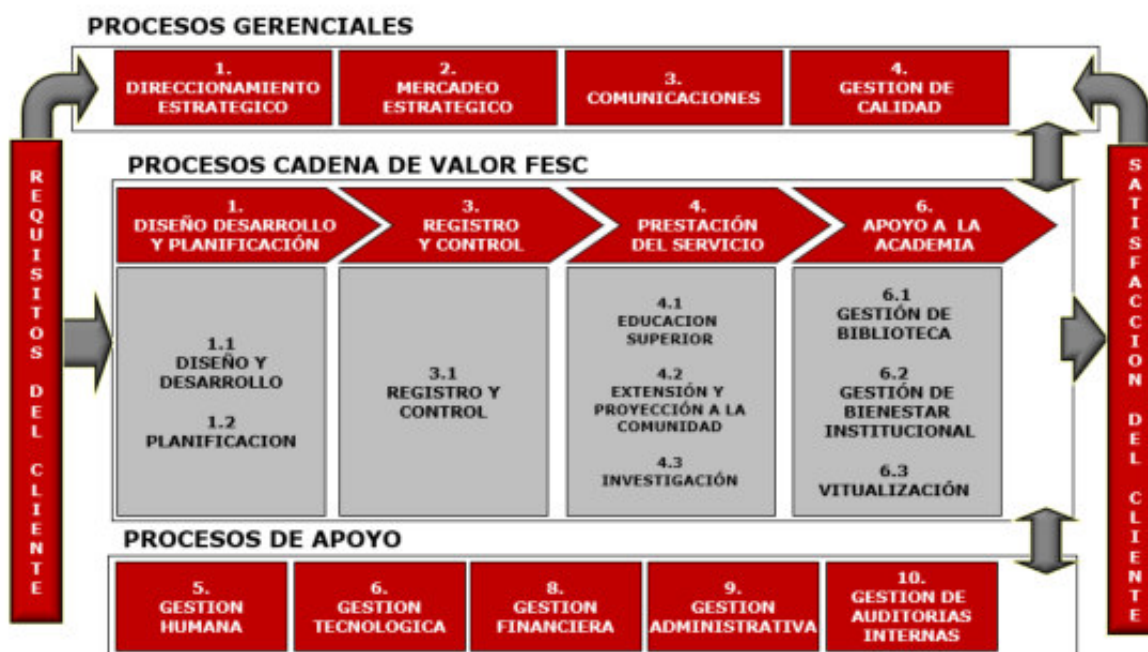 PROCESOS GERENCIALES
1.
DIRECCIONAMIENTO
ESTRATEGICO
2.
MERCADEO
ESTRATEGICO
3.
COMUNICACIONES
4.
GESTION DE
CALIDAD
REQUISITOS DEL CLIENTE
PROCESOS CADENA DE VALOR FESC
1.
DISEÑO DESARROLLO
Y PLANIFICACIÓN
3.
REGISTRO
Y CONTROL
4.
PRESTACIÓN
DEL SERVICIO
6.
APOYO A LA
ACADEMIA
1.1
DISEÑO Y
DESARROLLO
1.2
PLANIFICACION
3.1
REGISTRO Y
CONTROL
4.1
EDUCACION
SUPERIOR
4.2
EXTENSIÓN Y
PROYECCIÓN A LA
COMUNIDAD
4.3
INVESTIGACIÓN
6.1
GESTIÓN DE
BIBLIOTECA
6.2
GESTIÓN DE
BIENESTAR
INSTITUCIONAL
6.3
VITUALIZACIÓN
SATISFACCION DEL CLIENTE
PROCESOS DE APOYO
5.
GESTION
HUMANA
6.
GESTION
TECNOLOGICA
8.
GESTION
FINANCIERA
9.
GESTION
ADMINISTRATIVA
10.
GESTION DE
AUDITORIAS
INTERNAS